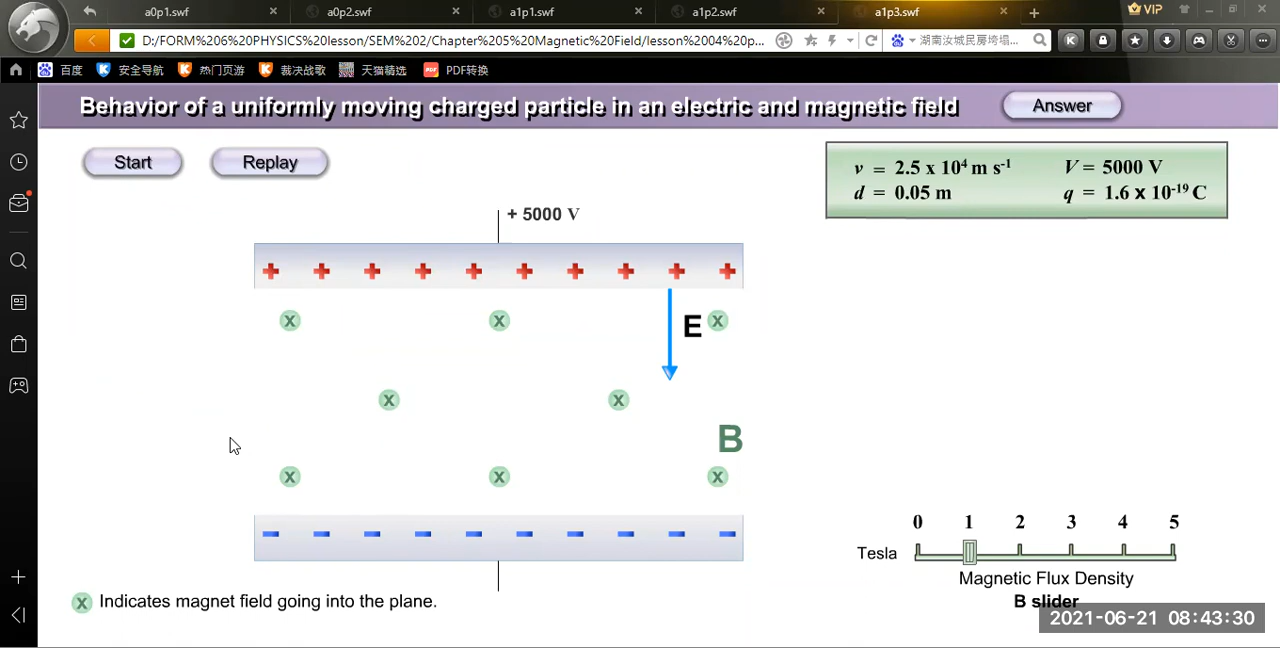 a0p1.swf
a0p2.swf
a1p1.swf
a1p2.swf
a1p3.swf
VIP
D:/FORM%206%20PHYSICS%20lesson/SEM%202/Chapter%205%20Magnetic%20Field/lesson%2004%20p...
湖南汝城民房垮塌...
百度
安全导航
热门页游
裁决战歌
天猫精选
PDF转换
Behavior of a uniformly moving charged particle in an electric and magnetic field
Answer
Start
Replay
v = 2.5 x 10⁴ m s⁻¹ V = 5000 V
d = 0.05 m q = 1.6 x 10⁻¹⁹ C
+ 5000 V
E
x x x
x x
B
x x x
0 1 2 3 4 5
Tesla
Magnetic Flux Density
B slider
x Indicates magnet field going into the plane.
2021-06-21 08:43:30